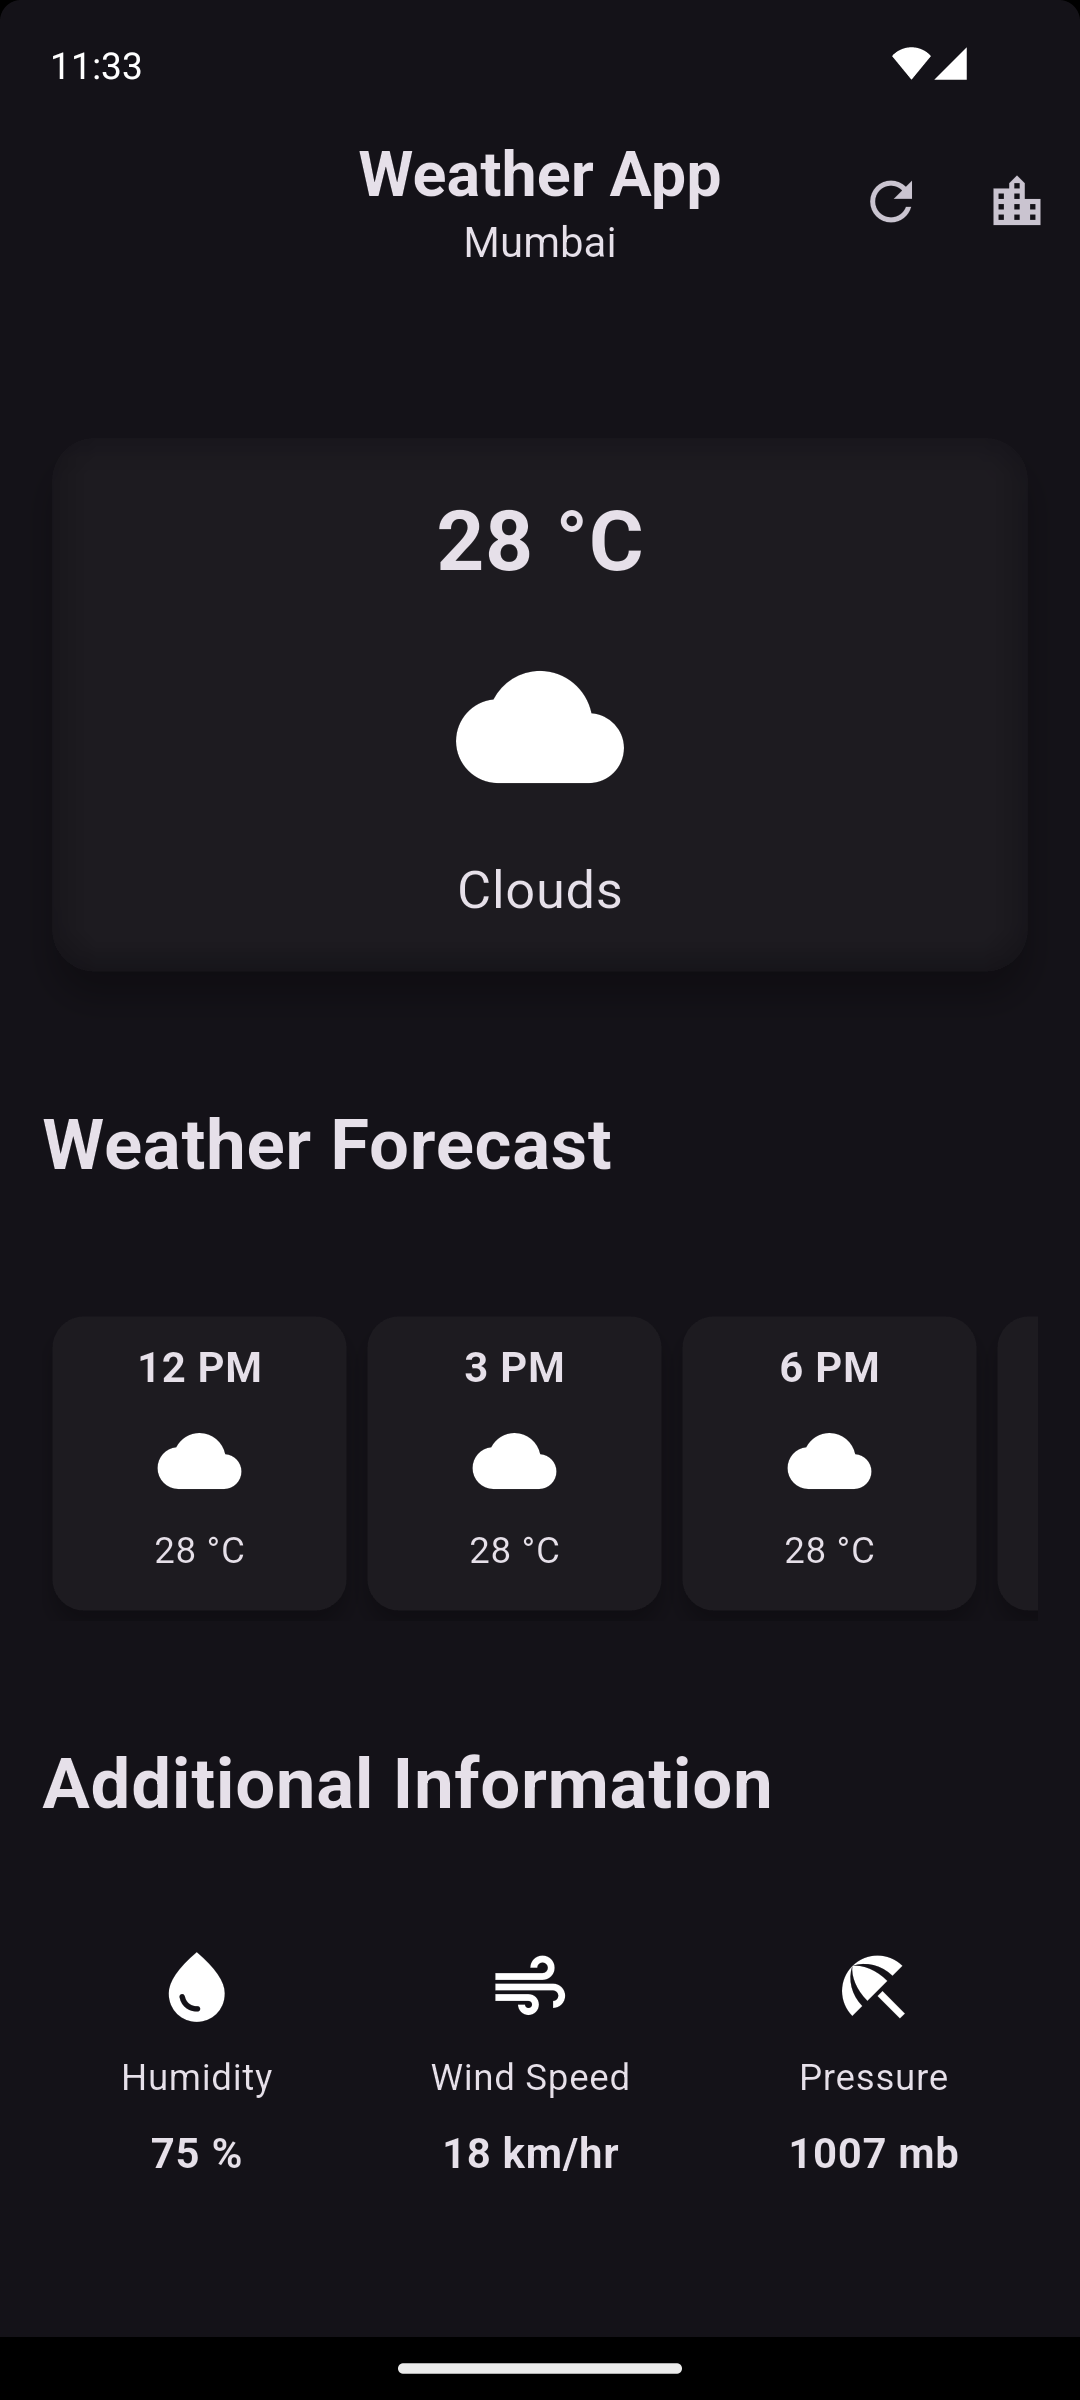 11:33
Weather App
Mumbai
28 °C
Clouds
Weather Forecast
12 PM 3 PM 6 PM
28 °C 28 °C 28 °C
Additional Information
Humidity Wind Speed Pressure
75 % 18 km/hr 1007 mb